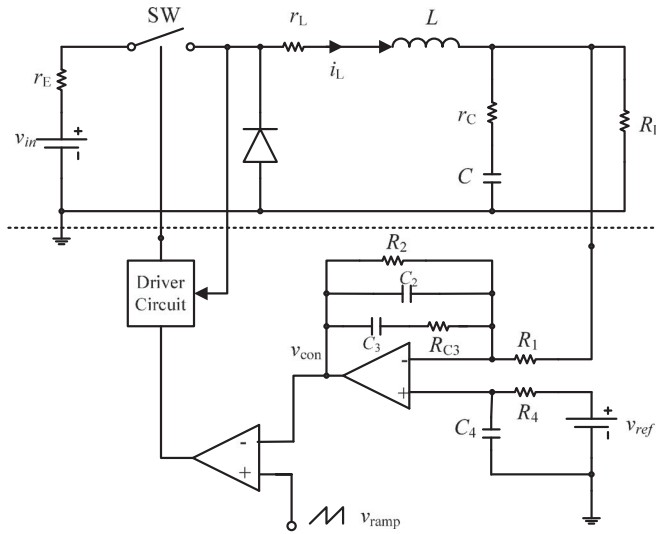 SW
r_L
L
i_L
r_E
v_in
+
-
r_C
C
R_L
R_2
C_2
C_3
R_C3
Driver
Circuit
v_con
R_1
-
+
R_4
C_4
+
-
v_ref
-
+
v_ramp